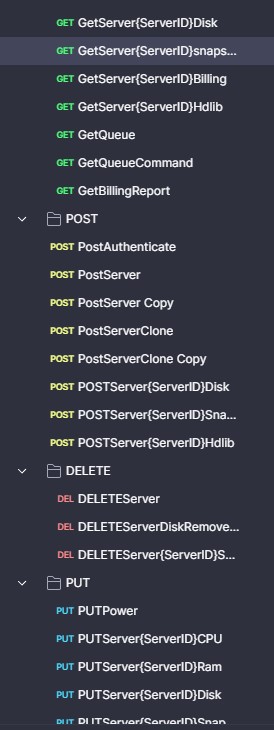 GET GetServer{ServerID}Disk
GET GetServer{ServerID}snaps...
GET GetServer{ServerID}Billing
GET GetServer{ServerID}Hdlib
GET GetQueue
GET GetQueueCommand
GET GetBillingReport
POST
POST PostAuthenticate
POST PostServer
POST PostServer Copy
POST PostServerClone
POST PostServerClone Copy
POST POSTServer{ServerID}Disk
POST POSTServer{ServerID}Sna...
POST POSTServer{ServerID}Hdlib
DELETE
DEL DELETEServer
DEL DELETEServerDiskRemove...
DEL DELETEServer{ServerID}S...
PUT
PUT PUTPower
PUT PUTServer{ServerID}CPU
PUT PUTServer{ServerID}Ram
PUT PUTServer{ServerID}Disk
PUT PUTServer{ServerID}Snap